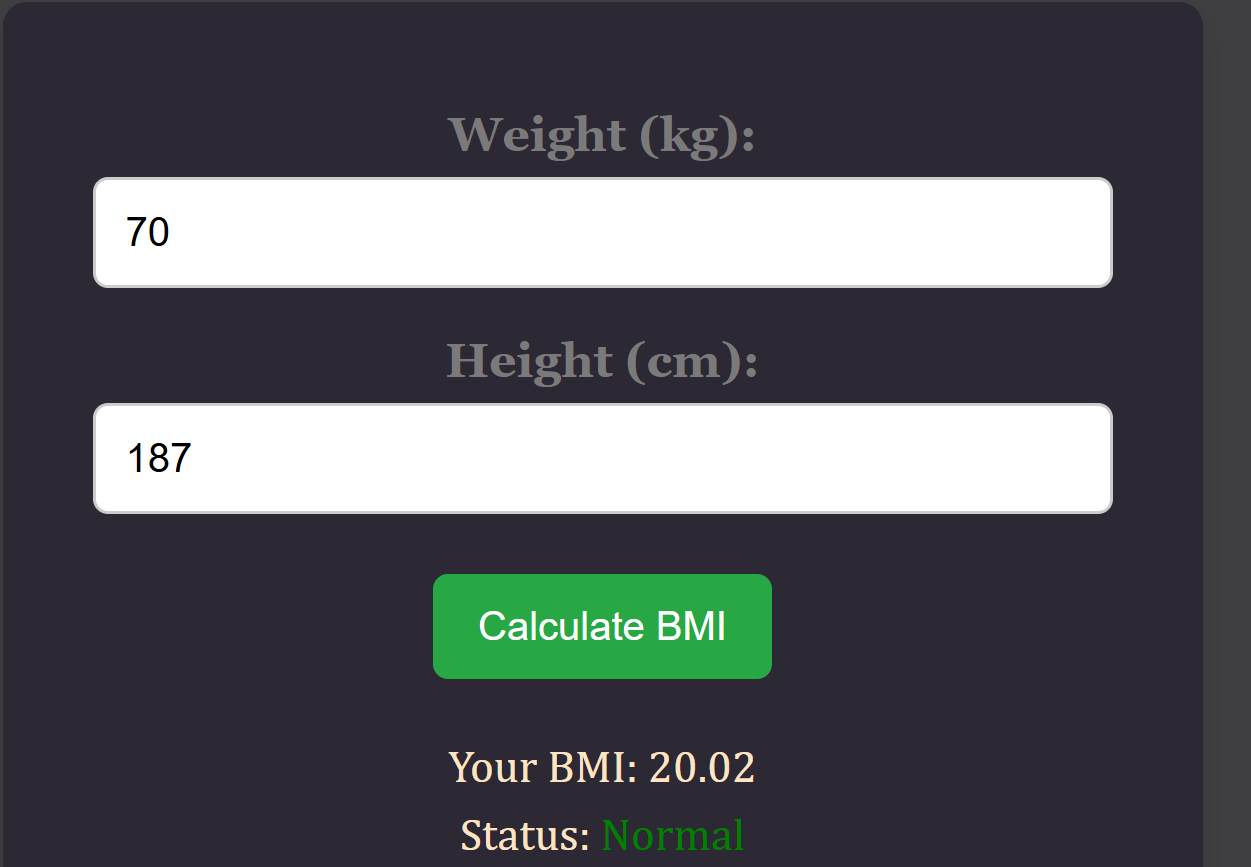 Weight (kg):
70
Height (cm):
187
Calculate BMI
Your BMI: 20.02
Status: Normal